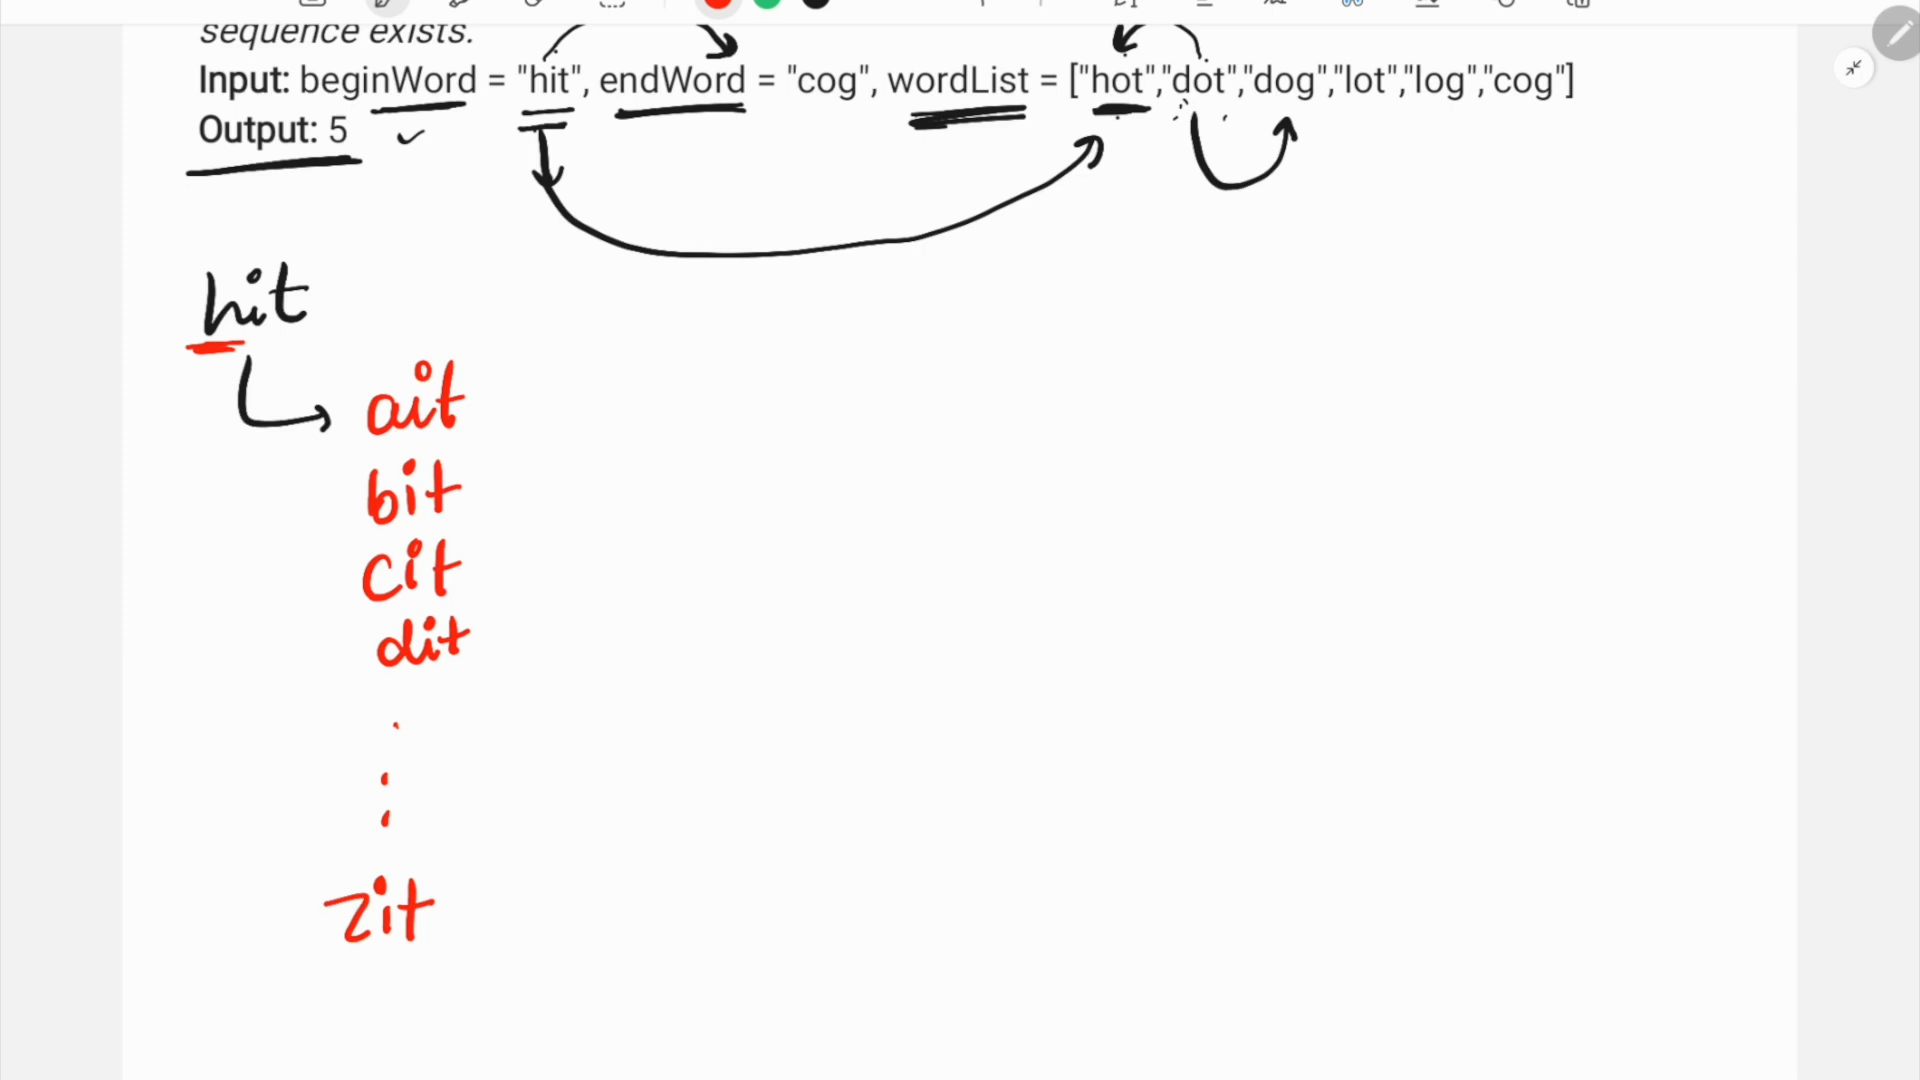 sequence exists.
Input: beginWord = "hit", endWord = "cog", wordList = ["hot","dot","dog","lot","log","cog"]
Output: 5
hit
ait
bit
cit
dit
zit